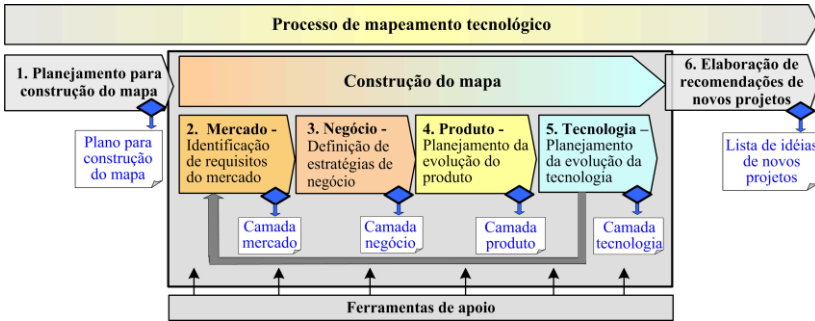 Processo de mapeamento tecnológico
1. Planejamento para
construção do mapa
Plano para
construção
do mapa
Construção do mapa
2. Mercado -
Identificação
de requisitos
do mercado
3. Negócio -
Definição de
estratégias de
negócio
4. Produto -
Planejamento da
evolução do
produto
5. Tecnologia –
Planejamento
da evolução da
tecnologia
Camada
mercado
Camada
negócio
Camada
produto
Camada
tecnologia
6. Elaboração de
recomendações de
novos projetos
Lista de idéias
de novos
projetos
Ferramentas de apoio